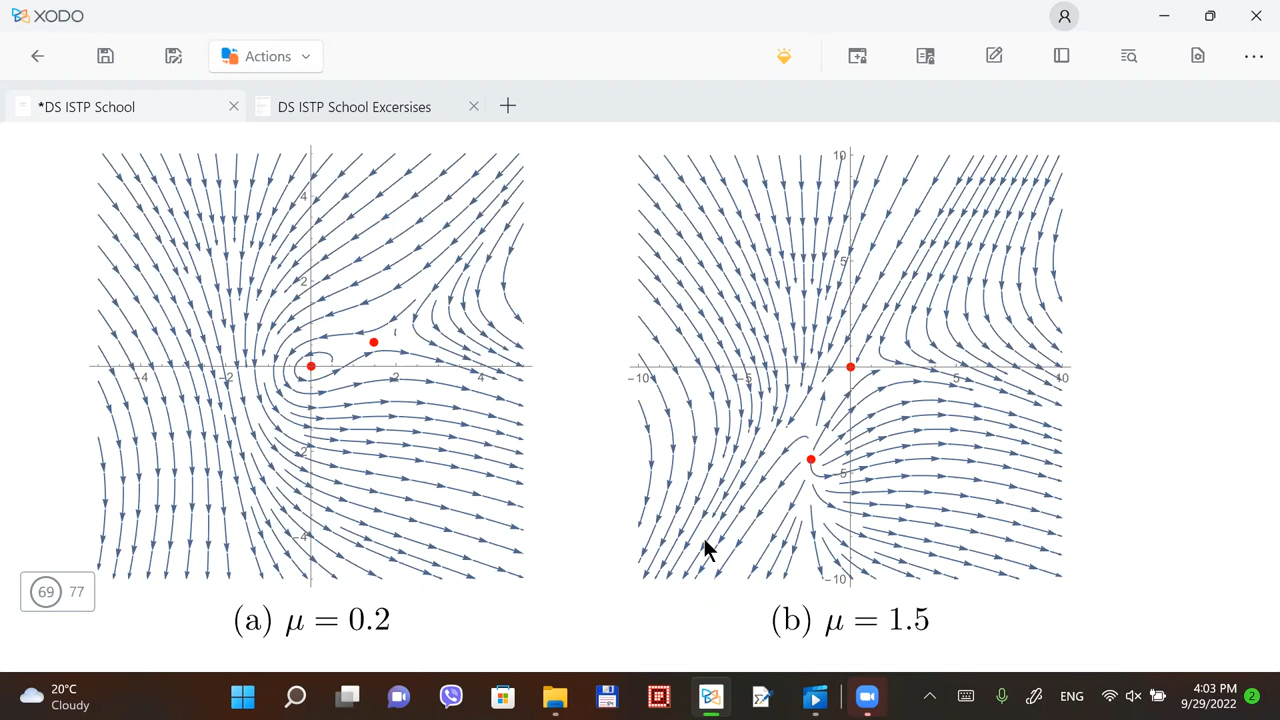 XODO
Actions
*DS ISTP School
DS ISTP School Excersises
4
2
-4
-2
2
4
-2
-4
10
5
-10
-5
5
10
-5
-10
69 77
(a) μ = 0.2
(b) μ = 1.5
20°C
Cloudy
ENG
4:03 PM
9/29/2022
2